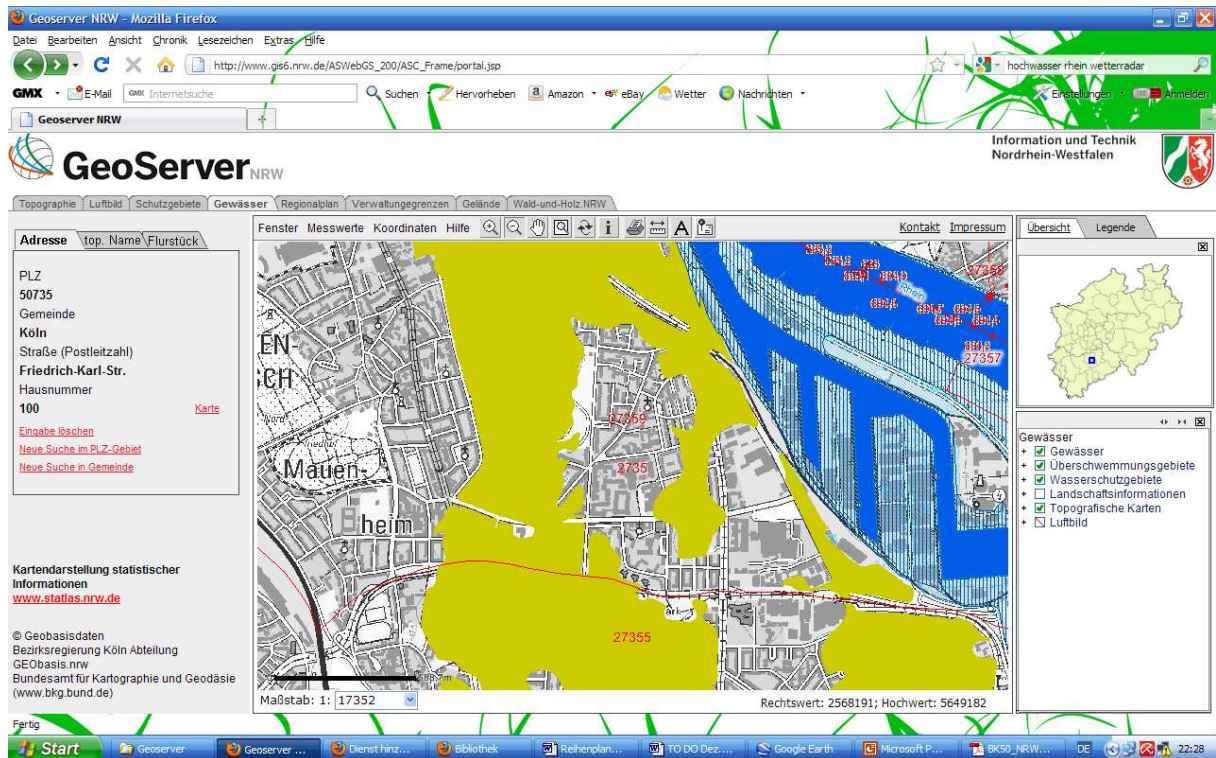 Geoserver NRW - Mozilla Firefox
Datei Bearbeiten Ansicht Chronik Lesezeichen Extras Hilfe
http://www.gis6.nrw.de/ASWebGS_200/ASC_Frame/portal.jsp
hochwasser rhein wetterradar
GMX E-Mail GMX Internetsuche Suchen Hervorheben Amazon eBay Wetter Nachrichten Einstellungen Anmelden
Geoserver NRW
GeoServer NRW
Information und Technik
Nordrhein-Westfalen
Topographie Luftbild Schutzgebiete Gewässer Regionalplan Verwaltungegrenzen Gelände Wald-und-Holz.NRW
Adresse top. Name Flurstück
PLZ
50735
Gemeinde
Köln
Straße (Postleitzahl)
Friedrich-Karl-Str.
Hausnummer
100 Karte
Eingabe löschen
Neue Suche im PLZ-Gebiet
Neue Suche in Gemeinde
Kartendarstellung statistischer
Informationen
www.statlas.nrw.de
© Geobasisdaten
Bezirksregierung Köln Abteilung
GEObasis.nrw
Bundesamt für Kartographie und Geodäsie
(www.bkg.bund.de)
Fenster Messwerte Koordinaten Hilfe A Kontakt Impressum
27358
Rhein
27357
EN-
CH
27359
2735
Mauen-
heim
27355
Maßstab: 1: 17352
Rechtswert: 2568191; Hochwert: 5649182
Übersicht Legende
Gewässer
+ Gewässer
+ Überschwemmungsgebiete
+ Wasserschutzgebiete
+ Landschaftsinformationen
+ Topografische Karten
+ Luftbild
Fertig
Start Geoserver Geoserver ... Dienst hinz... Bibliothek Reihenplan... TO DO Dez.... Google Earth Microsoft P... BK50_NRW... DE 22:28